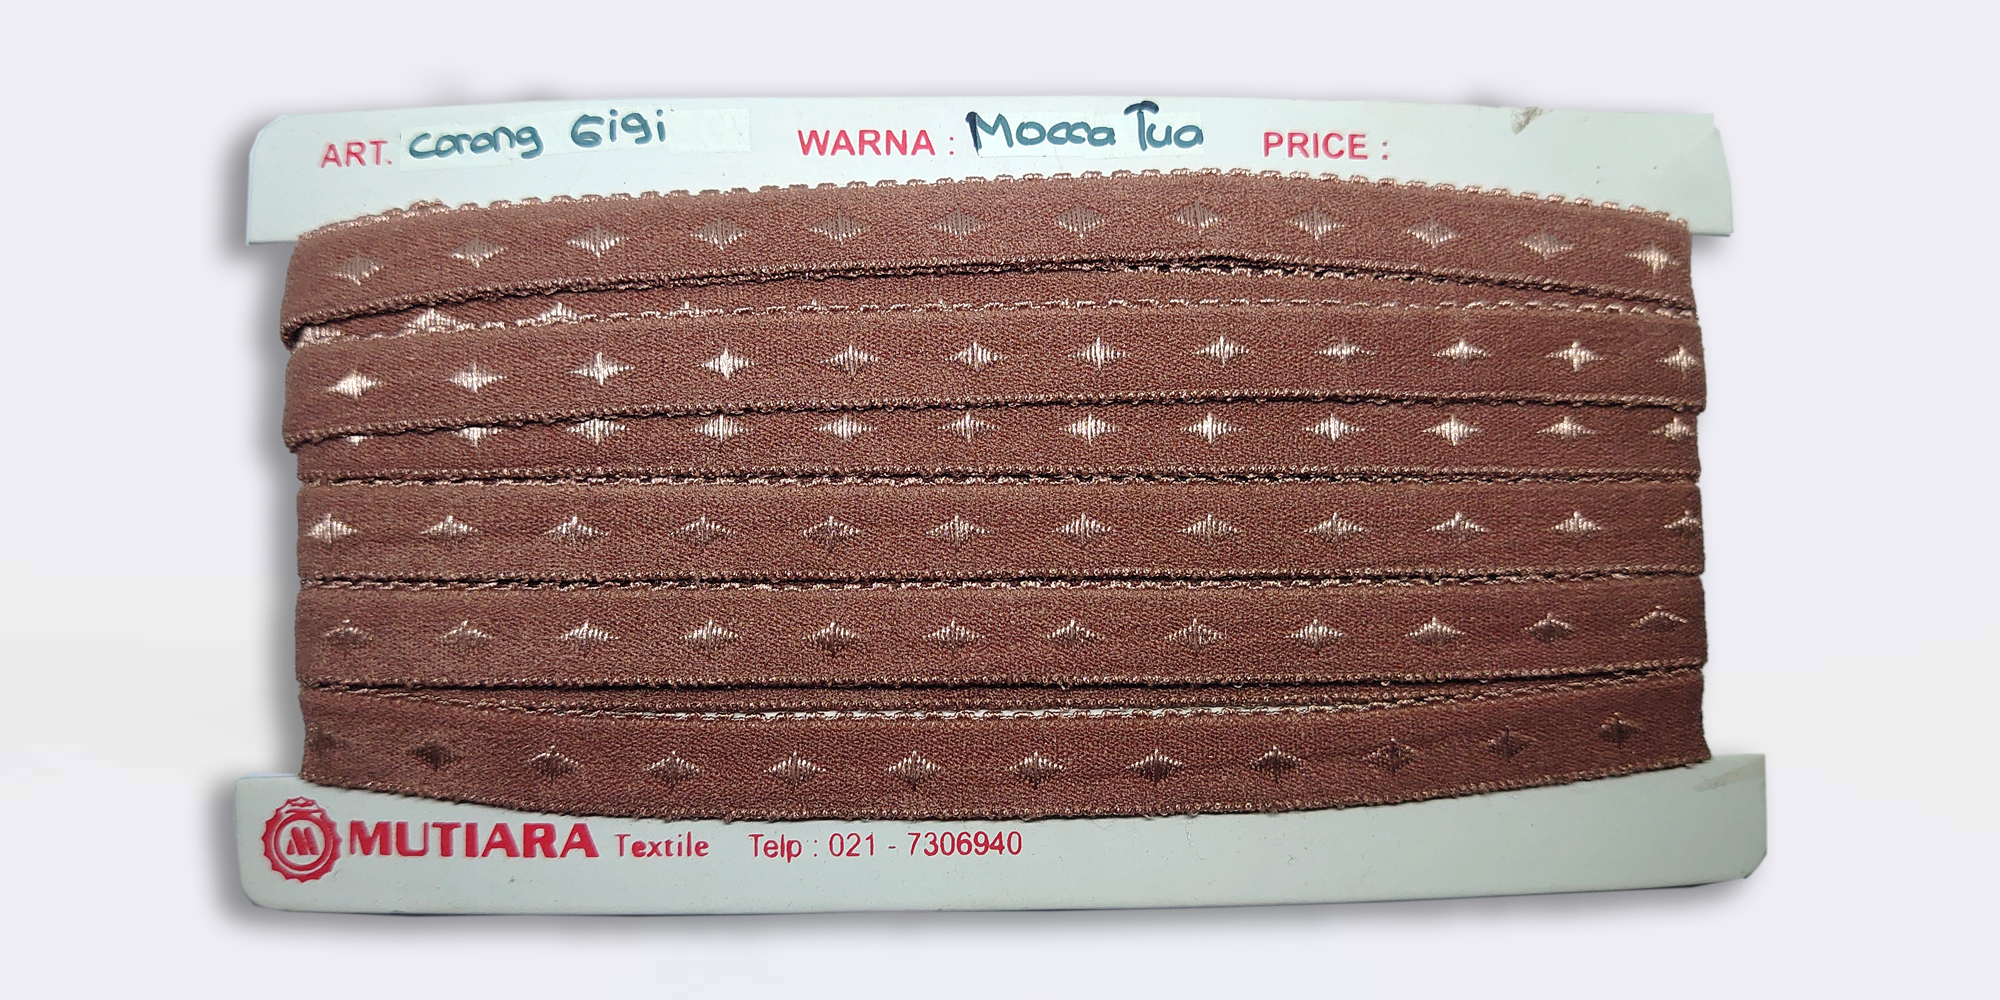 ART. Corong Gigi WARNA : Mocca Tua PRICE :
M MUTIARA Textile Telp : 021 - 7306940